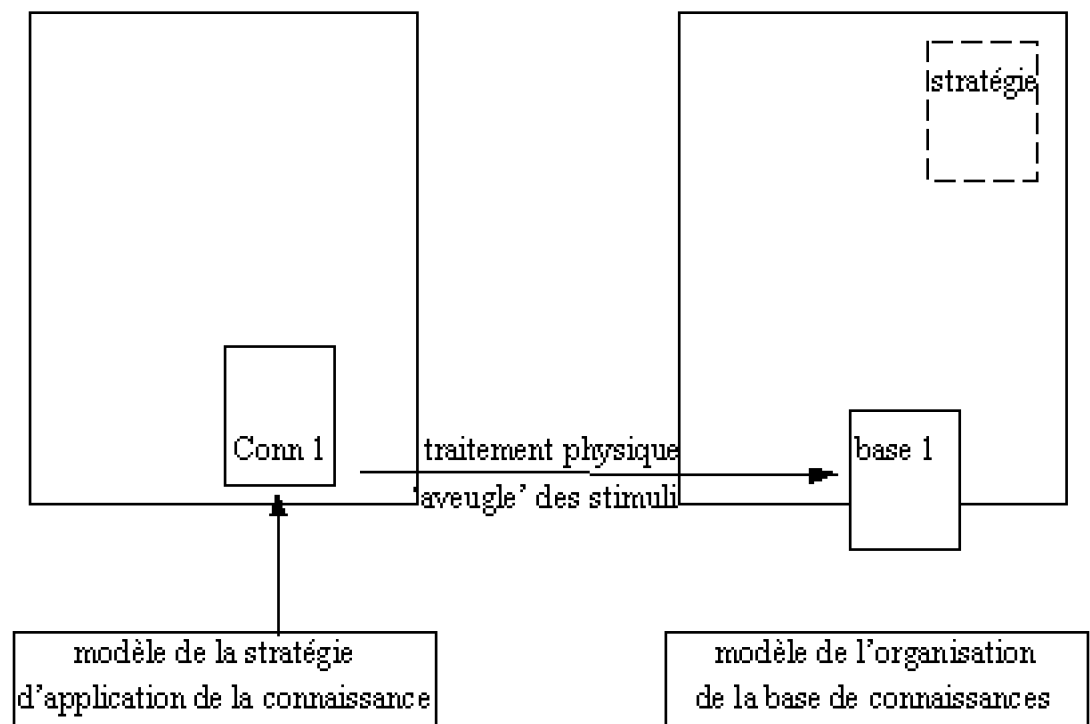 stratégie
Conn 1
traitement physique
'aveugle' des stimuli
base 1
modèle de la stratégie
d'application de la connaissance
modèle de l'organisation
de la base de connaissances